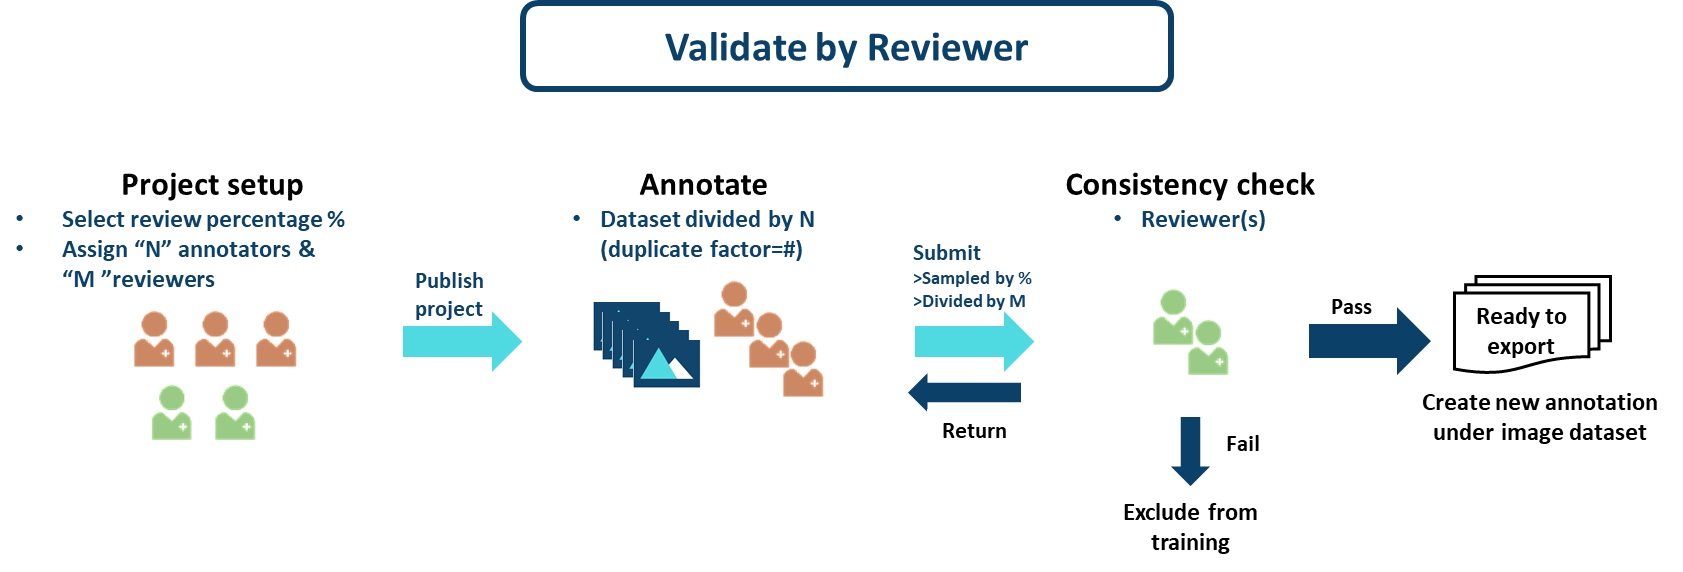 Validate by Reviewer
Project setup
• Select review percentage %
• Assign “N” annotators &
“M ”reviewers
Publish
project
Annotate
• Dataset divided by N
(duplicate factor=#)
Submit
>Sampled by %
>Divided by M
Return
Consistency check
• Reviewer(s)
Pass
Fail
Exclude from
training
Ready to
export
Create new annotation
under image dataset